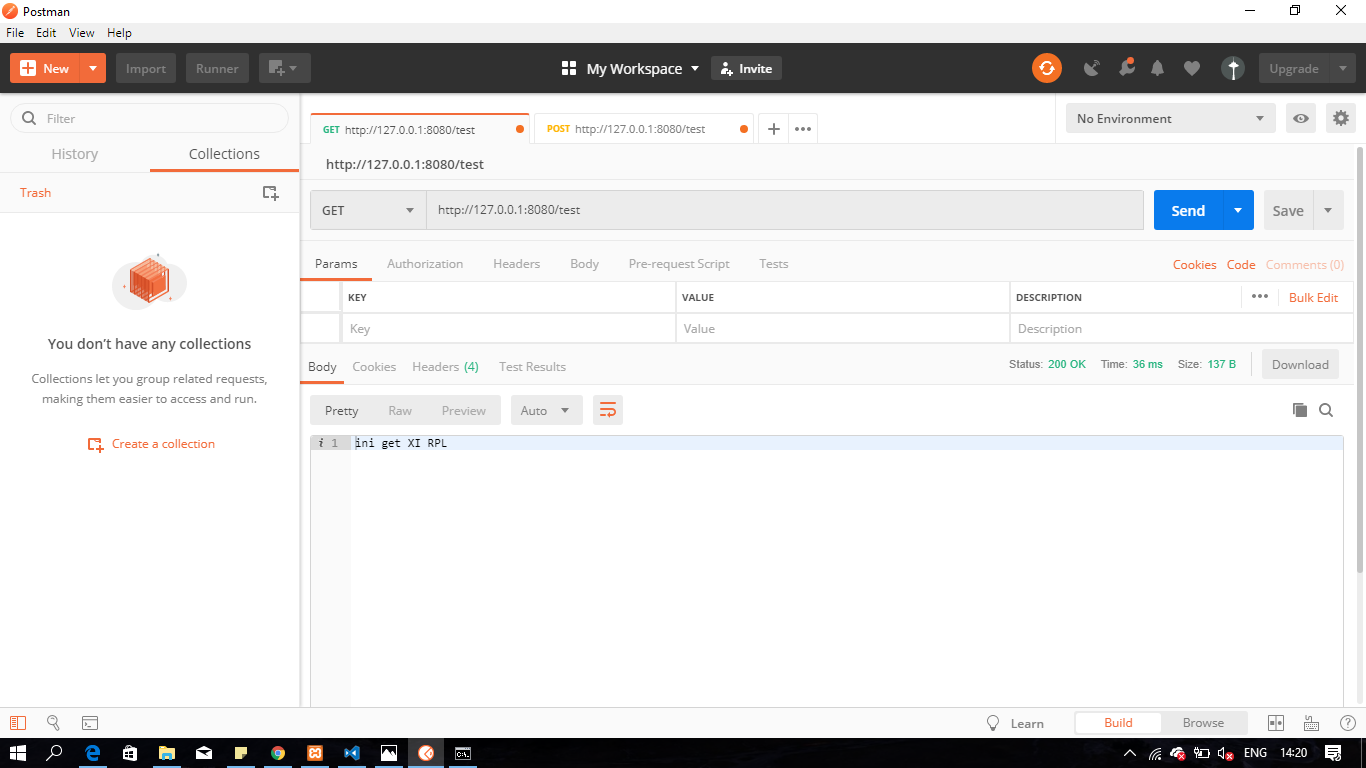 Postman
File Edit View Help
New Import Runner My Workspace Invite Upgrade
Filter
History Collections
Trash
You don't have any collections
Collections let you group related requests,
making them easier to access and run.
Create a collection
GET http://127.0.0.1:8080/test POST http://127.0.0.1:8080/test No Environment
http://127.0.0.1:8080/test
GET http://127.0.0.1:8080/test Send Save
Params Authorization Headers Body Pre-request Script Tests Cookies Code Comments (0)
KEY VALUE DESCRIPTION Bulk Edit
Key Value Description
Body Cookies Headers (4) Test Results Status: 200 OK Time: 36 ms Size: 137 B Download
Pretty Raw Preview Auto
i 1 ini get XI RPL
Learn Build Browse
ENG 14:20